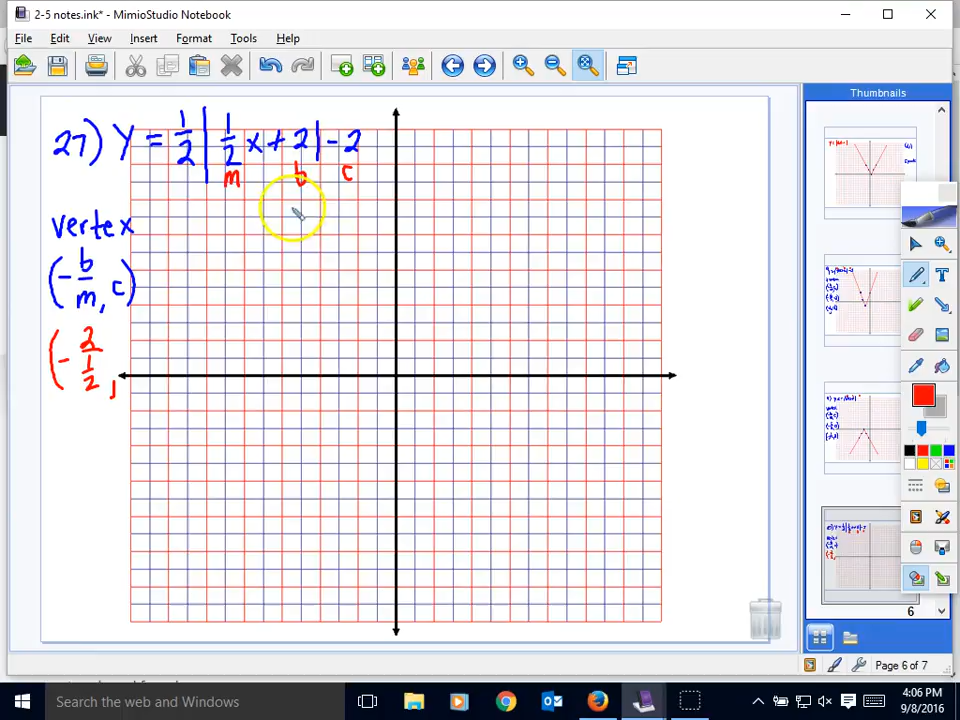 2-5 notes.ink* - MimioStudio Notebook
File Edit View Insert Format Tools Help
Thumbnails
27) Y = 1/2 | 1/2 x + 2 | - 2
m b c
vertex
(- b/m, c)
(- 2/(1/2),
6
Page 6 of 7
Search the web and Windows
4:06 PM
9/8/2016